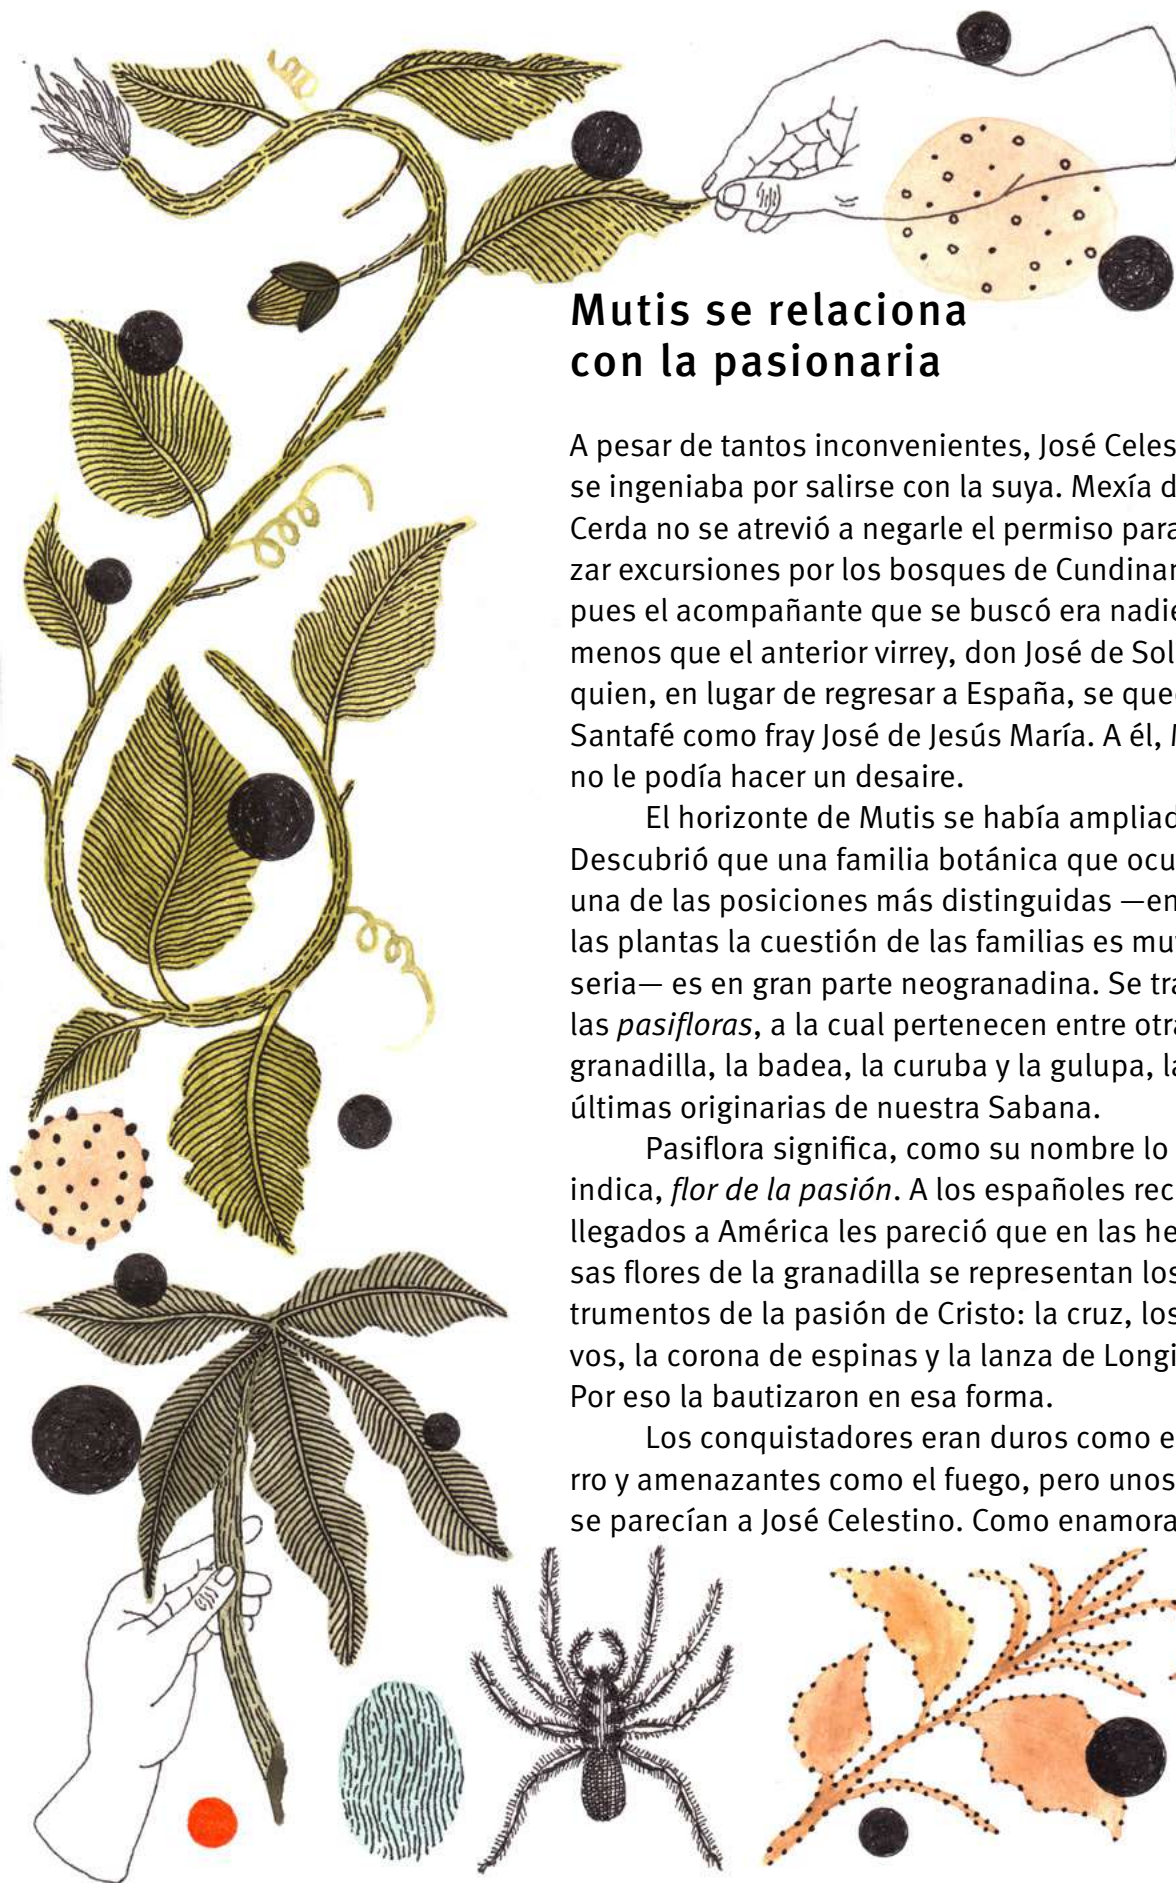 Mutis se relaciona
con la pasionaria
A pesar de tantos inconvenientes, José Celes
se ingeniaba por salirse con la suya. Mexía d
Cerda no se atrevió a negarle el permiso para
zar excursiones por los bosques de Cundinan
pues el acompañante que se buscó era nadie
menos que el anterior virrey, don José de Sol
quien, en lugar de regresar a España, se que
Santafé como fray José de Jesús María. A él, M
no le podía hacer un desaire.
El horizonte de Mutis se había ampliad
Descubrió que una familia botánica que ocu
una de las posiciones más distinguidas —en
las plantas la cuestión de las familias es mu
seria— es en gran parte neogranadina. Se tra
las pasifloras, a la cual pertenecen entre otra
granadilla, la badea, la curuba y la gulupa, la
últimas originarias de nuestra Sabana.
Pasiflora significa, como su nombre lo
indica, flor de la pasión. A los españoles rec
llegados a América les pareció que en las he
sas flores de la granadilla se representan los
trumentos de la pasión de Cristo: la cruz, los
vos, la corona de espinas y la lanza de Longi
Por eso la bautizaron en esa forma.
Los conquistadores eran duros como e
rro y amenazantes como el fuego, pero unos
se parecían a José Celestino. Como enamora